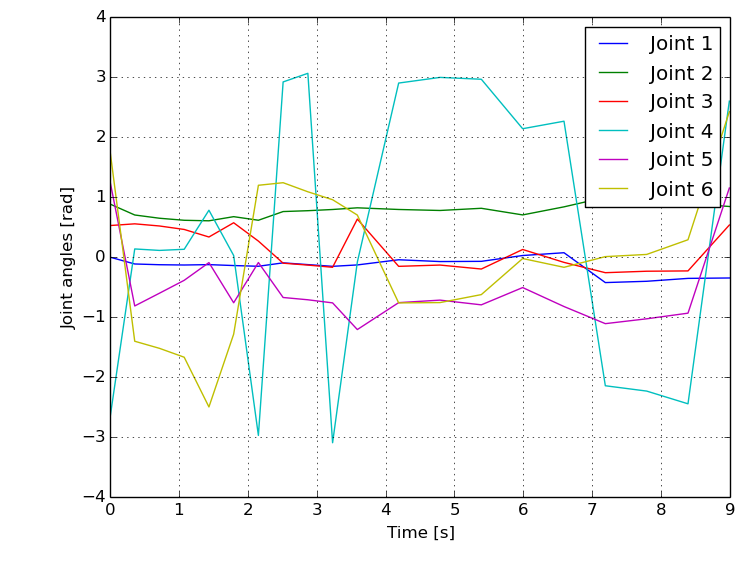 4
3
2
1
0
−1
−2
−3
−4
Joint angles [rad]
Joint 1
Joint 2
Joint 3
Joint 4
Joint 5
Joint 6
0 1 2 3 4 5 6 7 8 9
Time [s]